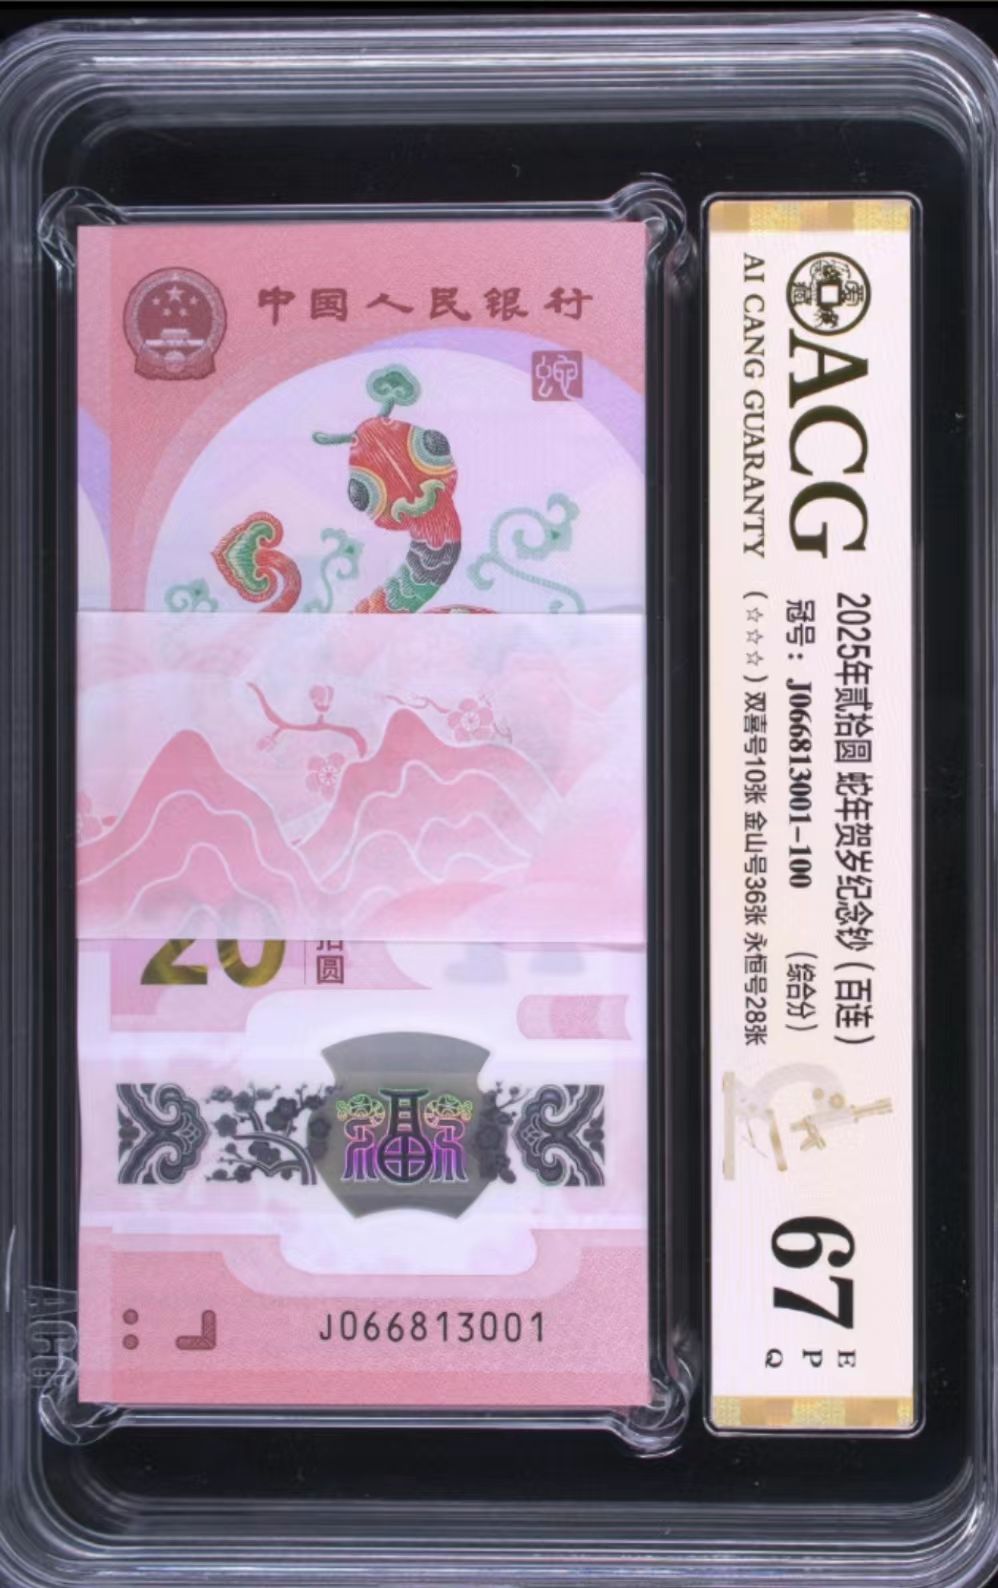 中国人民银行
蛇
20
拾圆
J066813001
ACG
AI CANG GUARANTY
2025年贰拾圆 蛇年贺岁纪念钞(百连)
冠号:J066813001-100 (综合分)
(☆☆☆)双喜号10张 金山号36张 永恒号28张
67
E
P
Q
ACG